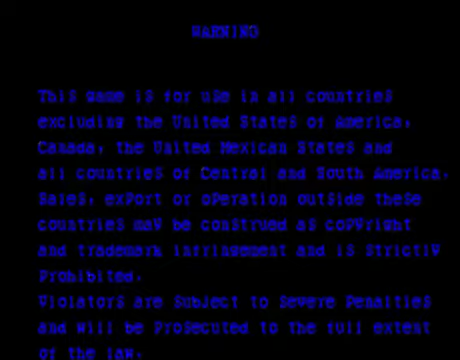 WARNING
This game is for use in all countries
excluding the United States of America,
Canada, the United Mexican States and
all countries of Central and South America.
Sales, export or operation outside these
countries may be construed as copyright
and trademark infringement and is strictly
prohibited.
Violators are subject to severe penalties
and will be prosecuted to the full extent
of the law.